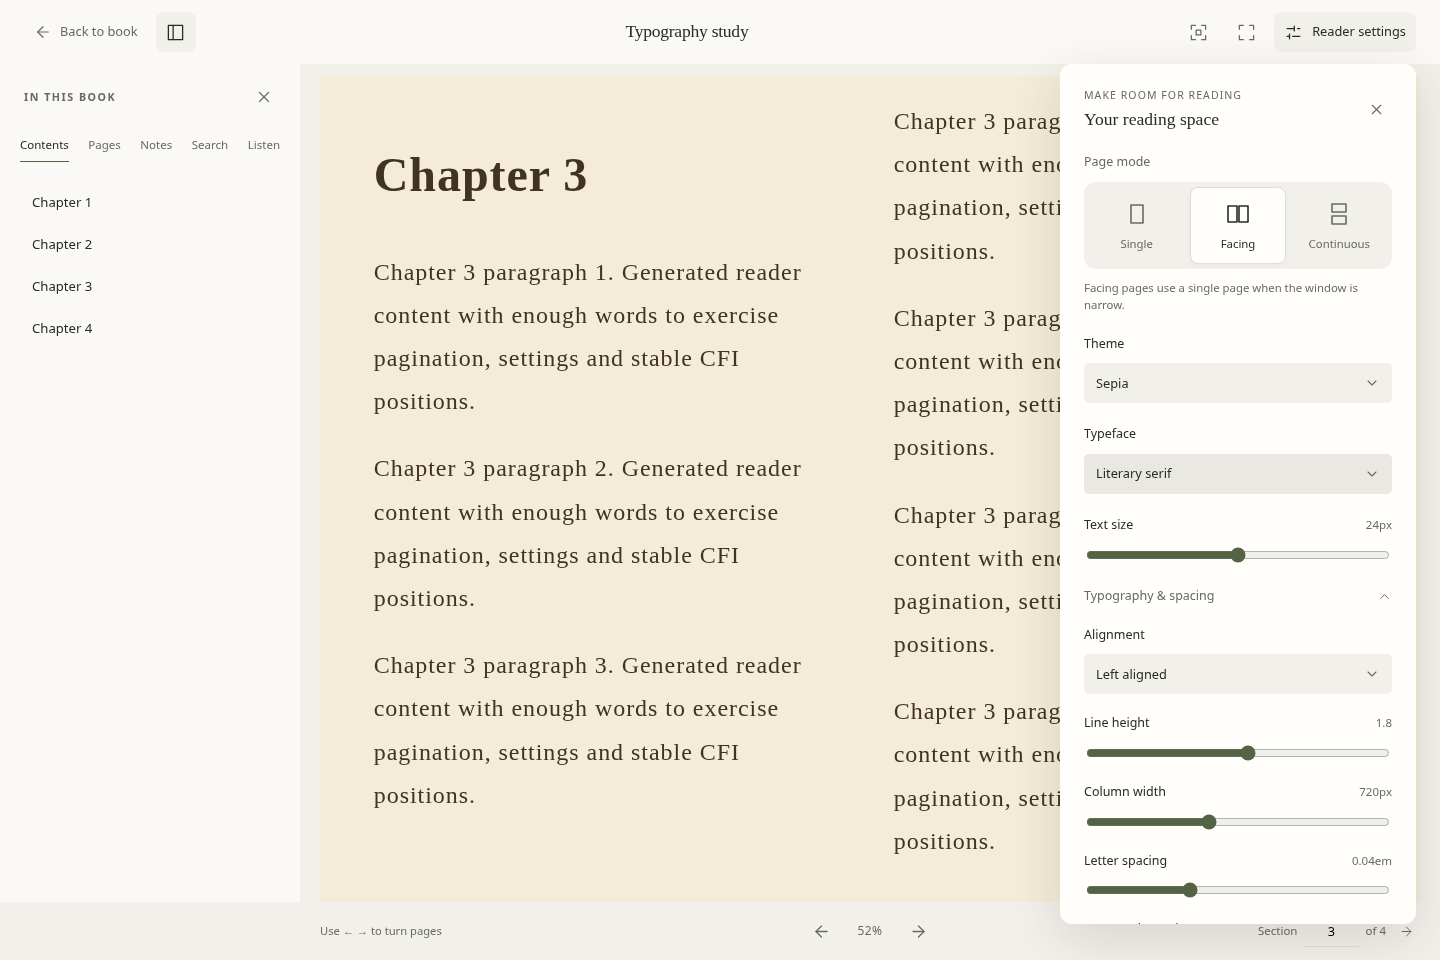 Back to book
Typography study
Reader settings
IN THIS BOOK
Contents Pages Notes Search Listen
Chapter 1
Chapter 2
Chapter 3
Chapter 4
Chapter 3
Chapter 3 paragraph 1. Generated reader
content with enough words to exercise
pagination, settings and stable CFI
positions.
Chapter 3 paragraph 2. Generated reader
content with enough words to exercise
pagination, settings and stable CFI
positions.
Chapter 3 paragraph 3. Generated reader
content with enough words to exercise
pagination, settings and stable CFI
positions.
Chapter 3 parag
content with eno
pagination, setti
positions.
Chapter 3 parag
content with eno
pagination, setti
positions.
Chapter 3 parag
content with eno
pagination, setti
positions.
Chapter 3 parag
content with eno
pagination, setti
positions.
MAKE ROOM FOR READING
Your reading space
Page mode
Single Facing Continuous
Facing pages use a single page when the window is
narrow.
Theme
Sepia
Typeface
Literary serif
Text size 24px
Typography & spacing
Alignment
Left aligned
Line height 1.8
Column width 720px
Letter spacing 0.04em
Use ← → to turn pages
52%
Section 3 of 4